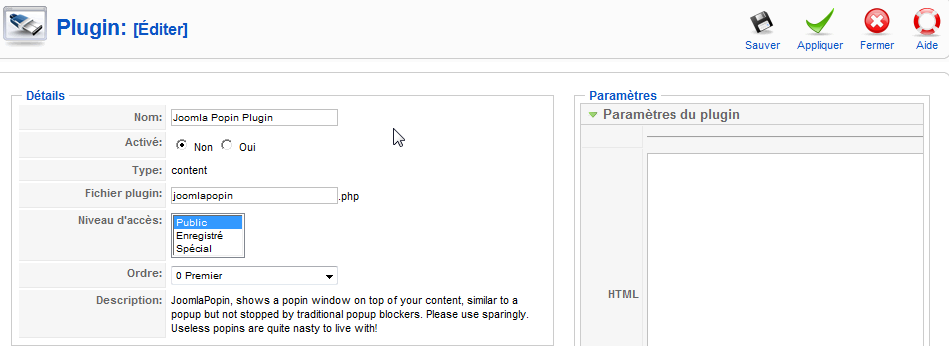 Plugin: [Éditer]
Sauver Appliquer Fermer Aide
Détails
Nom: Joomla Popin Plugin
Activé: Non Oui
Type: content
Fichier plugin: joomlapopin .php
Niveau d'accès: Public
Enregistré
Spécial
Ordre: 0 Premier
Description: JoomlaPopin, shows a popin window on top of your content, similar to a
popup but not stopped by traditional popup blockers. Please use sparingly.
Useless popins are quite nasty to live with!
Paramètres
Paramètres du plugin
HTML